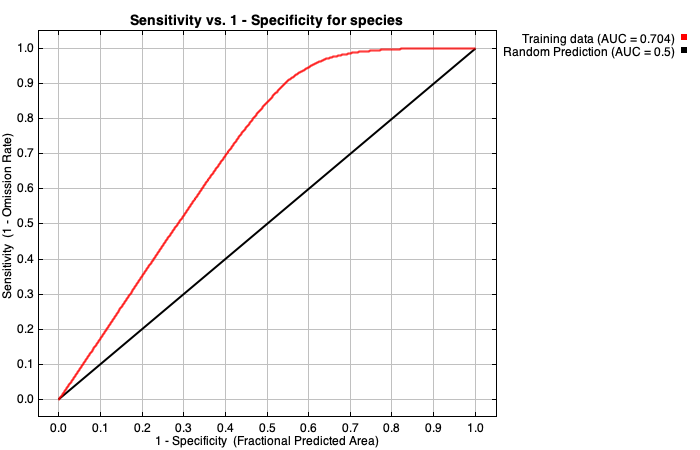 Sensitivity vs. 1 - Specificity for species
Training data (AUC = 0.704)
Random Prediction (AUC = 0.5)
Sensitivity (1 - Omission Rate)
1.0
0.9
0.8
0.7
0.6
0.5
0.4
0.3
0.2
0.1
0.0
0.0 0.1 0.2 0.3 0.4 0.5 0.6 0.7 0.8 0.9 1.0
1 - Specificity (Fractional Predicted Area)